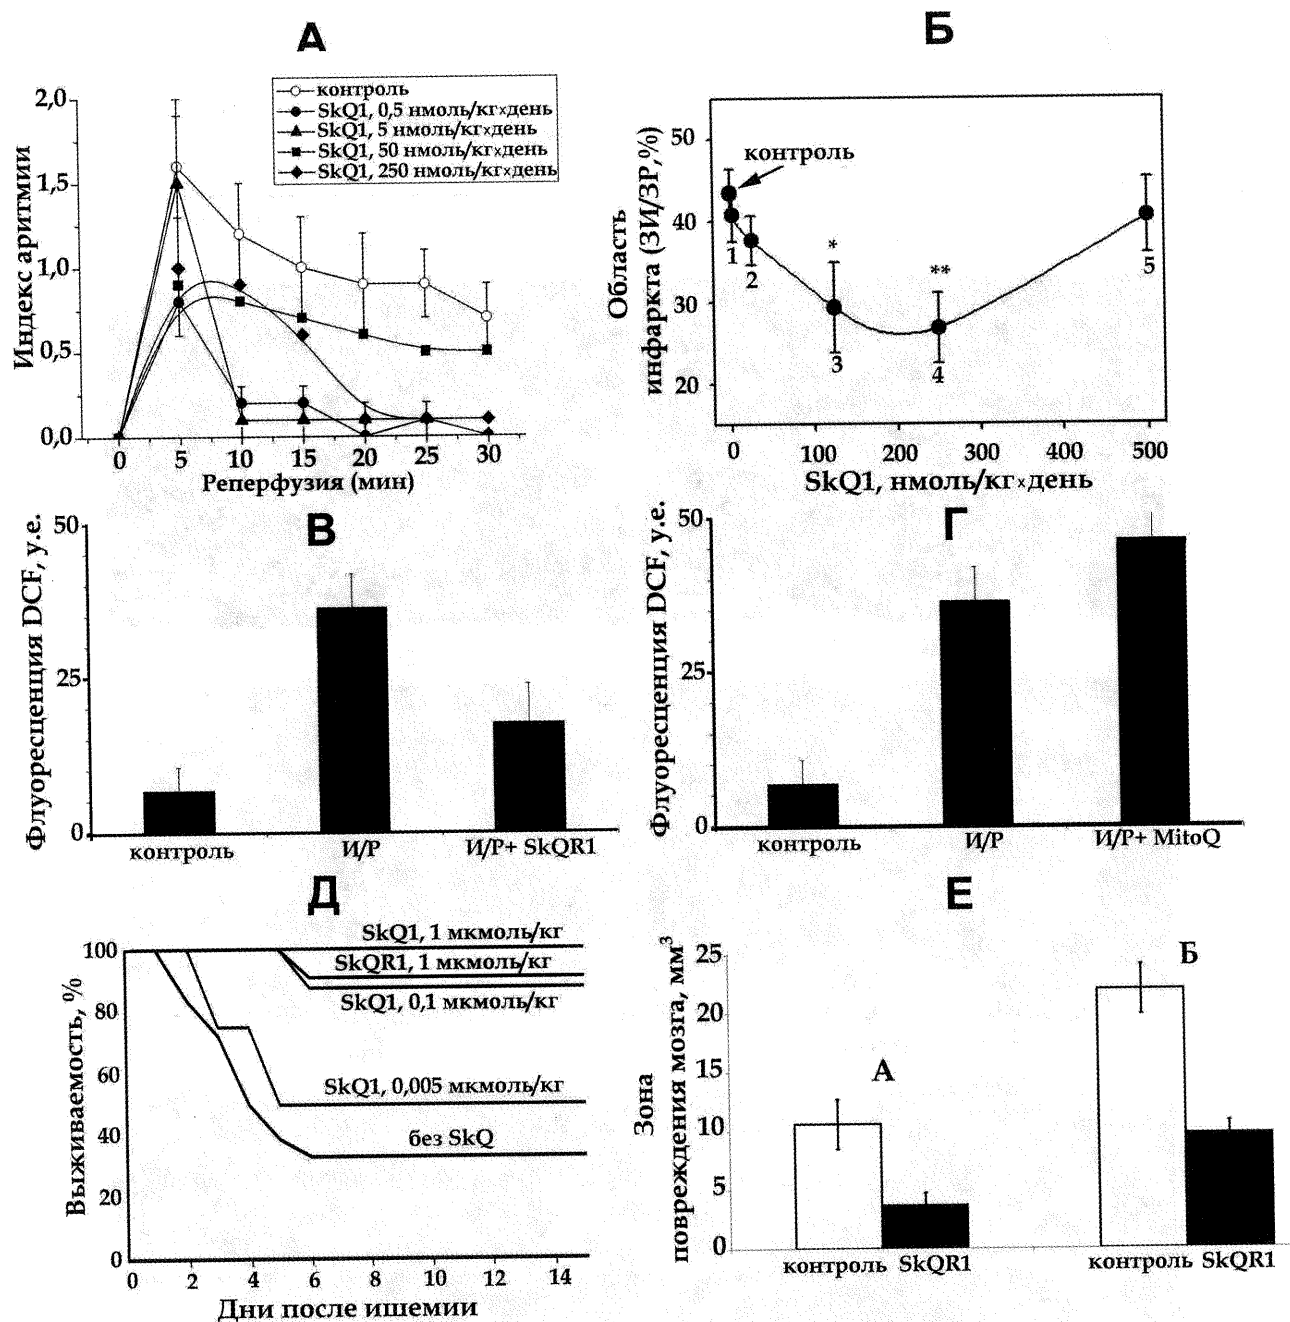 А
контроль
SkQ1, 0,5 нмоль/кг×день
SkQ1, 5 нмоль/кг×день
SkQ1, 50 нмоль/кг×день
SkQ1, 250 нмоль/кг×день
Индекс аритмии
2,0
1,5
1,0
0,5
0,0
0 5 10 15 20 25 30
Реперфузия (мин)
Б
Область
инфаркта (ЗИ/ЗР,%)
50
40
30
20
контроль
1
2
*
3
**
4
5
0 100 200 300 400 500
SkQ1, нмоль/кг×день
В
Флуоресценция DCF, у.е.
50
25
0
контроль И/Р И/Р+ SkQR1
Г
Флуоресценция DCF, у.е.
50
25
0
контроль И/Р И/Р+ MitoQ
Д
Выживаемость, %
100
80
60
40
20
0
SkQ1, 1 мкмоль/кг
SkQR1, 1 мкмоль/кг
SkQ1, 0,1 мкмоль/кг
SkQ1, 0,005 мкмоль/кг
без SkQ
0 2 4 6 8 10 12 14
Дни после ишемии
Е
Зона
повреждения мозга, мм³
25
20
15
10
5
0
А
Б
контроль SkQR1 контроль SkQR1